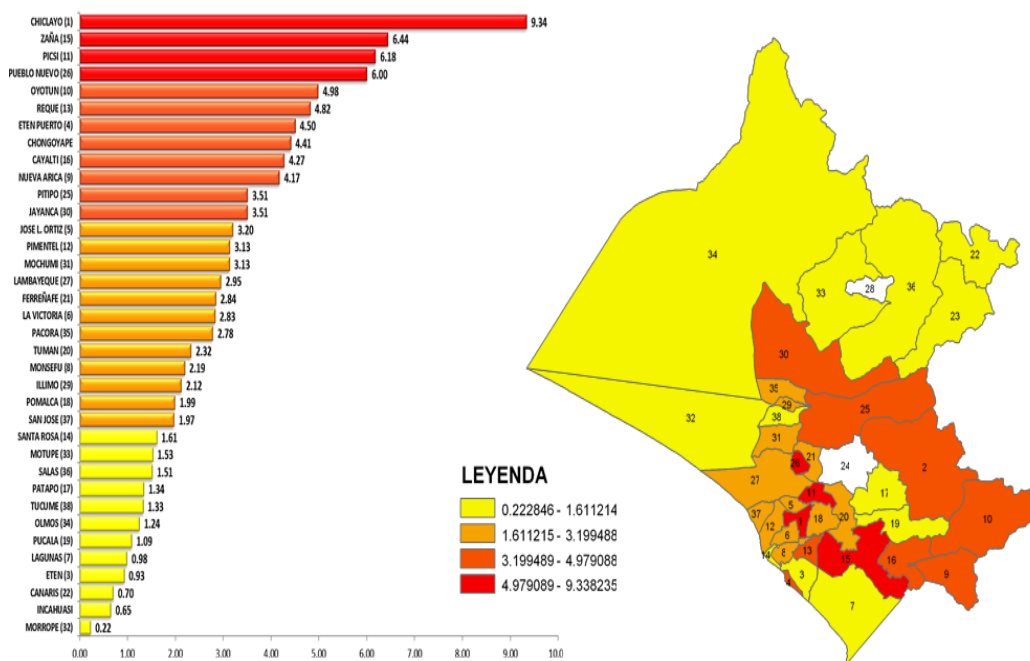 CHICLAYO (1) 9.34
ZAÑA (15) 6.44
PICSI (11) 6.18
PUEBLO NUEVO (26) 6.00
OYOTUN (10) 4.98
REQUE (13) 4.82
ETEN PUERTO (4) 4.50
CHONGOYAPE 4.41
CAYALTI (16) 4.27
NUEVA ARICA (9) 4.17
PITIPO (25) 3.51
JAYANCA (30) 3.51
JOSE L. ORTIZ (5) 3.20
PIMENTEL (12) 3.13
MOCHUMI (31) 3.13
LAMBAYEQUE (27) 2.95
FERREÑAFE (21) 2.84
LA VICTORIA (6) 2.83
PACORA (35) 2.78
TUMAN (20) 2.32
MONSEFU (8) 2.19
ILLIMO (29) 2.12
POMALCA (18) 1.99
SAN JOSE (37) 1.97
SANTA ROSA (14) 1.61
MOTUPE (33) 1.53
SALAS (36) 1.51
PATAPO (17) 1.34
TUCUME (38) 1.33
OLMOS (34) 1.24
PUCALA (19) 1.09
LAGUNAS (7) 0.98
ETEN (3) 0.93
CANARIS (22) 0.70
INCAHUASI 0.65
MORROPE (32) 0.22
0.00 1.00 2.00 3.00 4.00 5.00 6.00 7.00 8.00 9.00 10.0
34
22
28
33
36
23
30
35
29
25
32
38
31
26
21
24
2
27
17
11
37
5
1
18
20
19
10
12
6
14
8
13
15
16
9
3
4
7
LEYENDA
0.222846 - 1.611214
1.611215 - 3.199488
3.199489 - 4.979088
4.979089 - 9.338235